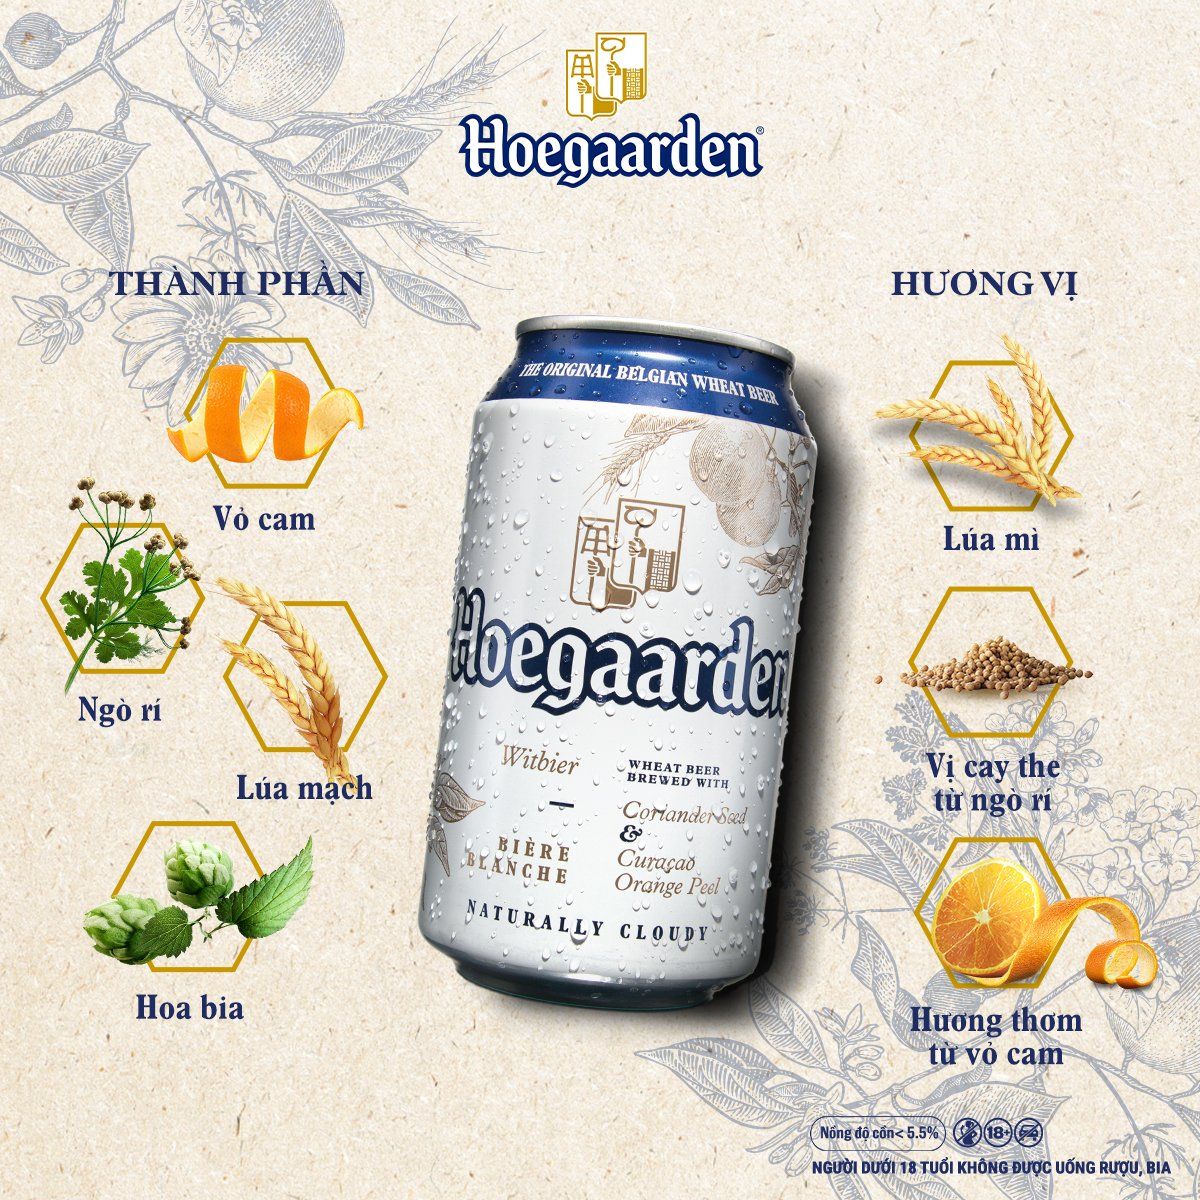 Hoegaarden®
THÀNH PHẦN
HƯƠNG VỊ
Vỏ cam
Ngò rí
Lúa mạch
Hoa bia
THE ORIGINAL BELGIAN WHEAT BEER
Hoegaarden
Witbier
BIÈRE
BLANCHE
WHEAT BEER
BREWED WITH
Coriander Seed
&
Curaçao
Orange Peel
NATURALLY CLOUDY
Lúa mì
Vị cay the
từ ngò rí
Hương thơm
từ vỏ cam
Nồng độ cồn< 5.5%
18+
NGƯỜI DƯỚI 18 TUỔI KHÔNG ĐƯỢC UỐNG RƯỢU, BIA